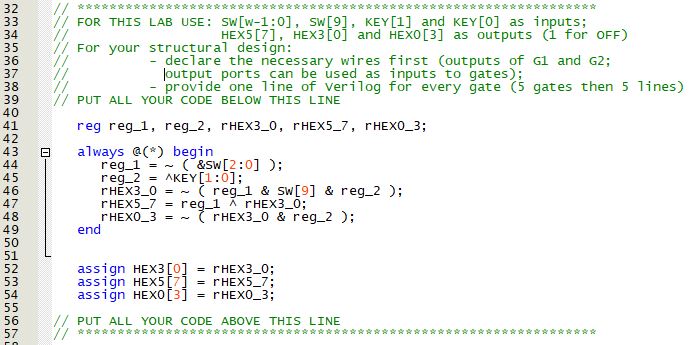 32 // *************************************************************
33 // FOR THIS LAB USE: SW[w-1:0], SW[9], KEY[1] and KEY[0] as inputs;
34 // HEX5[7], HEX3[0] and HEX0[3] as outputs (1 for OFF)
35 // For your structural design:
36 // - declare the necessary wires first (outputs of G1 and G2;
37 // output ports can be used as inputs to gates);
38 // - provide one line of Verilog for every gate (5 gates then 5 lines)
39 // PUT ALL YOUR CODE BELOW THIS LINE
40
41 reg reg_1, reg_2, rHEX3_0, rHEX5_7, rHEX0_3;
42
43 always @(*) begin
44 reg_1 = ~ ( &SW[2:0] );
45 reg_2 = ^KEY[1:0];
46 rHEX3_0 = ~ ( reg_1 & SW[9] & reg_2 );
47 rHEX5_7 = reg_1 ^ rHEX3_0;
48 rHEX0_3 = ~ ( rHEX3_0 & reg_2 );
49 end
50
51
52 assign HEX3[0] = rHEX3_0;
53 assign HEX5[7] = rHEX5_7;
54 assign HEX0[3] = rHEX0_3;
55
56 // PUT ALL YOUR CODE ABOVE THIS LINE
57 // *************************************************************